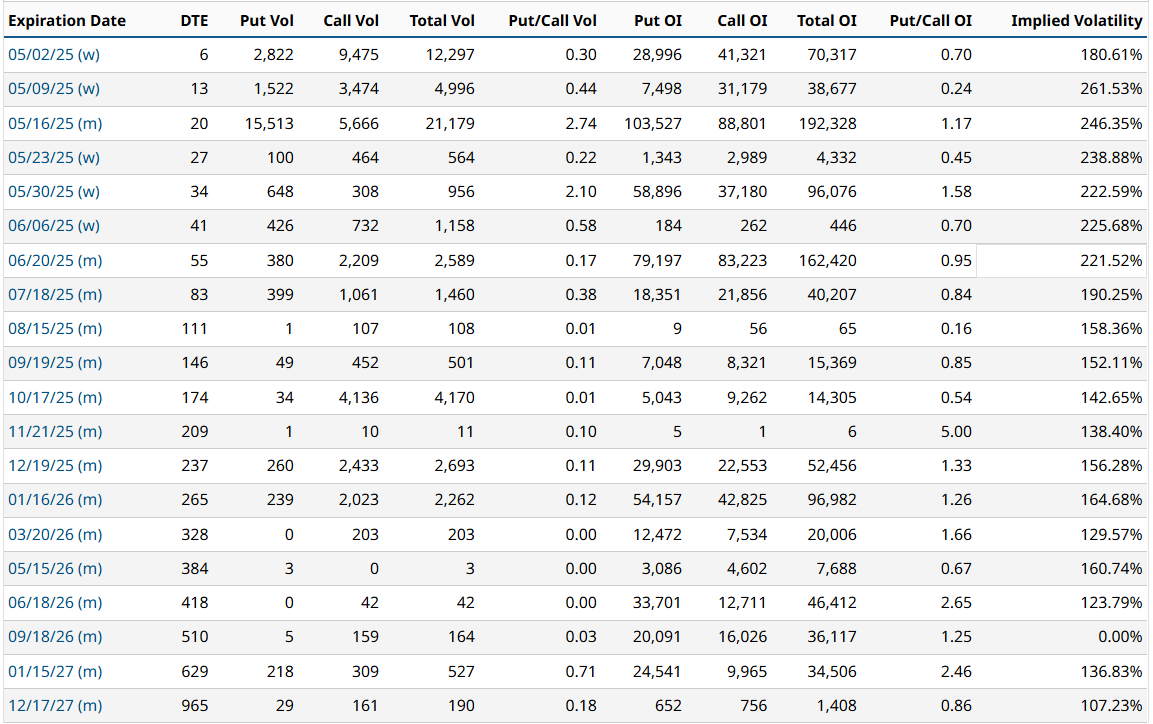 Expiration Date DTE Put Vol Call Vol Total Vol Put/Call Vol Put OI Call OI Total OI Put/Call OI Implied Volatility
05/02/25 (w) 6 2,822 9,475 12,297 0.30 28,996 41,321 70,317 0.70 180.61%
05/09/25 (w) 13 1,522 3,474 4,996 0.44 7,498 31,179 38,677 0.24 261.53%
05/16/25 (m) 20 15,513 5,666 21,179 2.74 103,527 88,801 192,328 1.17 246.35%
05/23/25 (w) 27 100 464 564 0.22 1,343 2,989 4,332 0.45 238.88%
05/30/25 (w) 34 648 308 956 2.10 58,896 37,180 96,076 1.58 222.59%
06/06/25 (w) 41 426 732 1,158 0.58 184 262 446 0.70 225.68%
06/20/25 (m) 55 380 2,209 2,589 0.17 79,197 83,223 162,420 0.95 221.52%
07/18/25 (m) 83 399 1,061 1,460 0.38 18,351 21,856 40,207 0.84 190.25%
08/15/25 (m) 111 1 107 108 0.01 9 56 65 0.16 158.36%
09/19/25 (m) 146 49 452 501 0.11 7,048 8,321 15,369 0.85 152.11%
10/17/25 (m) 174 34 4,136 4,170 0.01 5,043 9,262 14,305 0.54 142.65%
11/21/25 (m) 209 1 10 11 0.10 5 1 6 5.00 138.40%
12/19/25 (m) 237 260 2,433 2,693 0.11 29,903 22,553 52,456 1.33 156.28%
01/16/26 (m) 265 239 2,023 2,262 0.12 54,157 42,825 96,982 1.26 164.68%
03/20/26 (m) 328 0 203 203 0.00 12,472 7,534 20,006 1.66 129.57%
05/15/26 (m) 384 3 0 3 0.00 3,086 4,602 7,688 0.67 160.74%
06/18/26 (m) 418 0 42 42 0.00 33,701 12,711 46,412 2.65 123.79%
09/18/26 (m) 510 5 159 164 0.03 20,091 16,026 36,117 1.25 0.00%
01/15/27 (m) 629 218 309 527 0.71 24,541 9,965 34,506 2.46 136.83%
12/17/27 (m) 965 29 161 190 0.18 652 756 1,408 0.86 107.23%